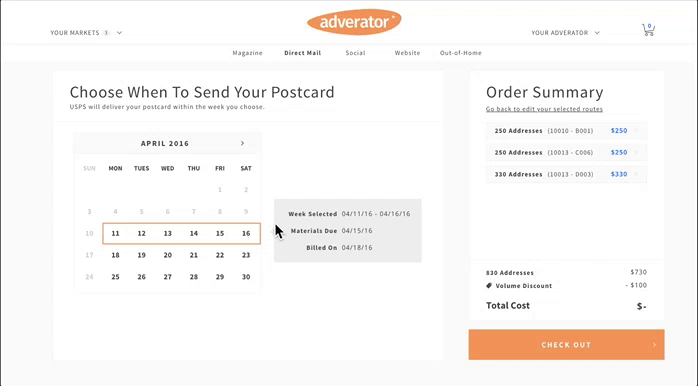 adverator
YOUR MARKETS 3
YOUR ADVERATOR
0
Magazine Direct Mail Social Website Out-of-Home
Choose When To Send Your Postcard
USPS will deliver your postcard within the week you choose.
APRIL 2016
SUN MON TUES WED THU FRI SAT
1 2
3 4 5 6 7 8 9
10 11 12 13 14 15 16
17 18 19 20 21 22 23
24 25 26 27 28 29 30
Week Selected 04/11/16 - 04/16/16
Materials Due 04/15/16
Billed On 04/18/16
Order Summary
Go back to edit your selected routes
250 Addresses (10010 - B001) $250
250 Addresses (10013 - C006) $250
330 Addresses (10013 - D003) $330
830 Addresses $730
Volume Discount - $100
Total Cost $-
CHECK OUT